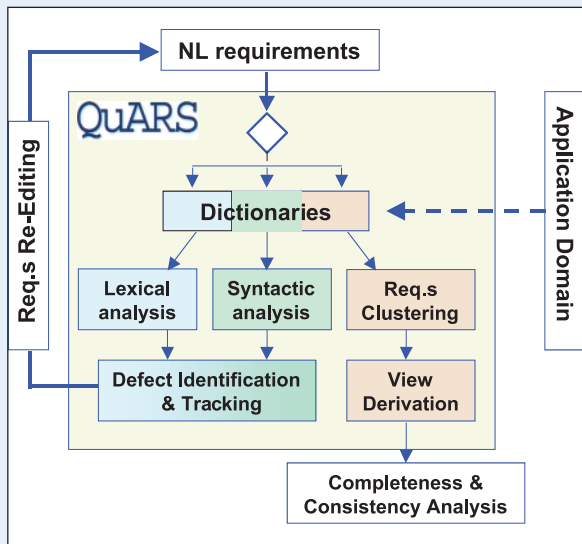 NL requirements
QuARS
Req.s Re-Editing
Application Domain
Dictionaries
Lexical
analysis
Syntactic
analysis
Req.s
Clustering
Defect Identification
& Tracking
View
Derivation
Completeness &
Consistency Analysis